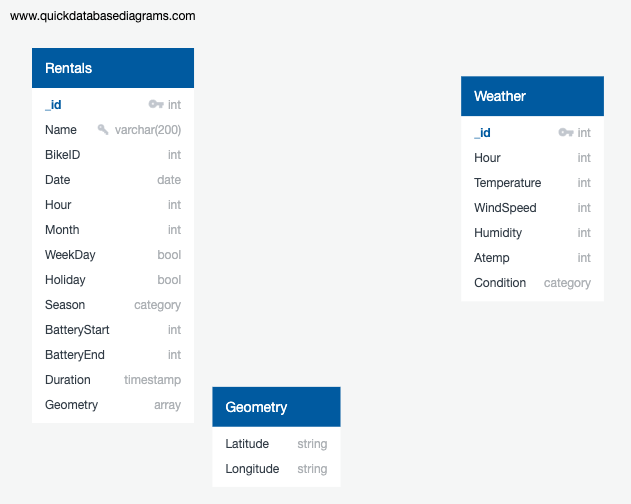 www.quickdatabasediagrams.com
Rentals
_id int
Name varchar(200)
BikeID int
Date date
Hour int
Month int
WeekDay bool
Holiday bool
Season category
BatteryStart int
BatteryEnd int
Duration timestamp
Geometry array
Geometry
Latitude string
Longitude string
Weather
_id int
Hour int
Temperature int
WindSpeed int
Humidity int
Atemp int
Condition category